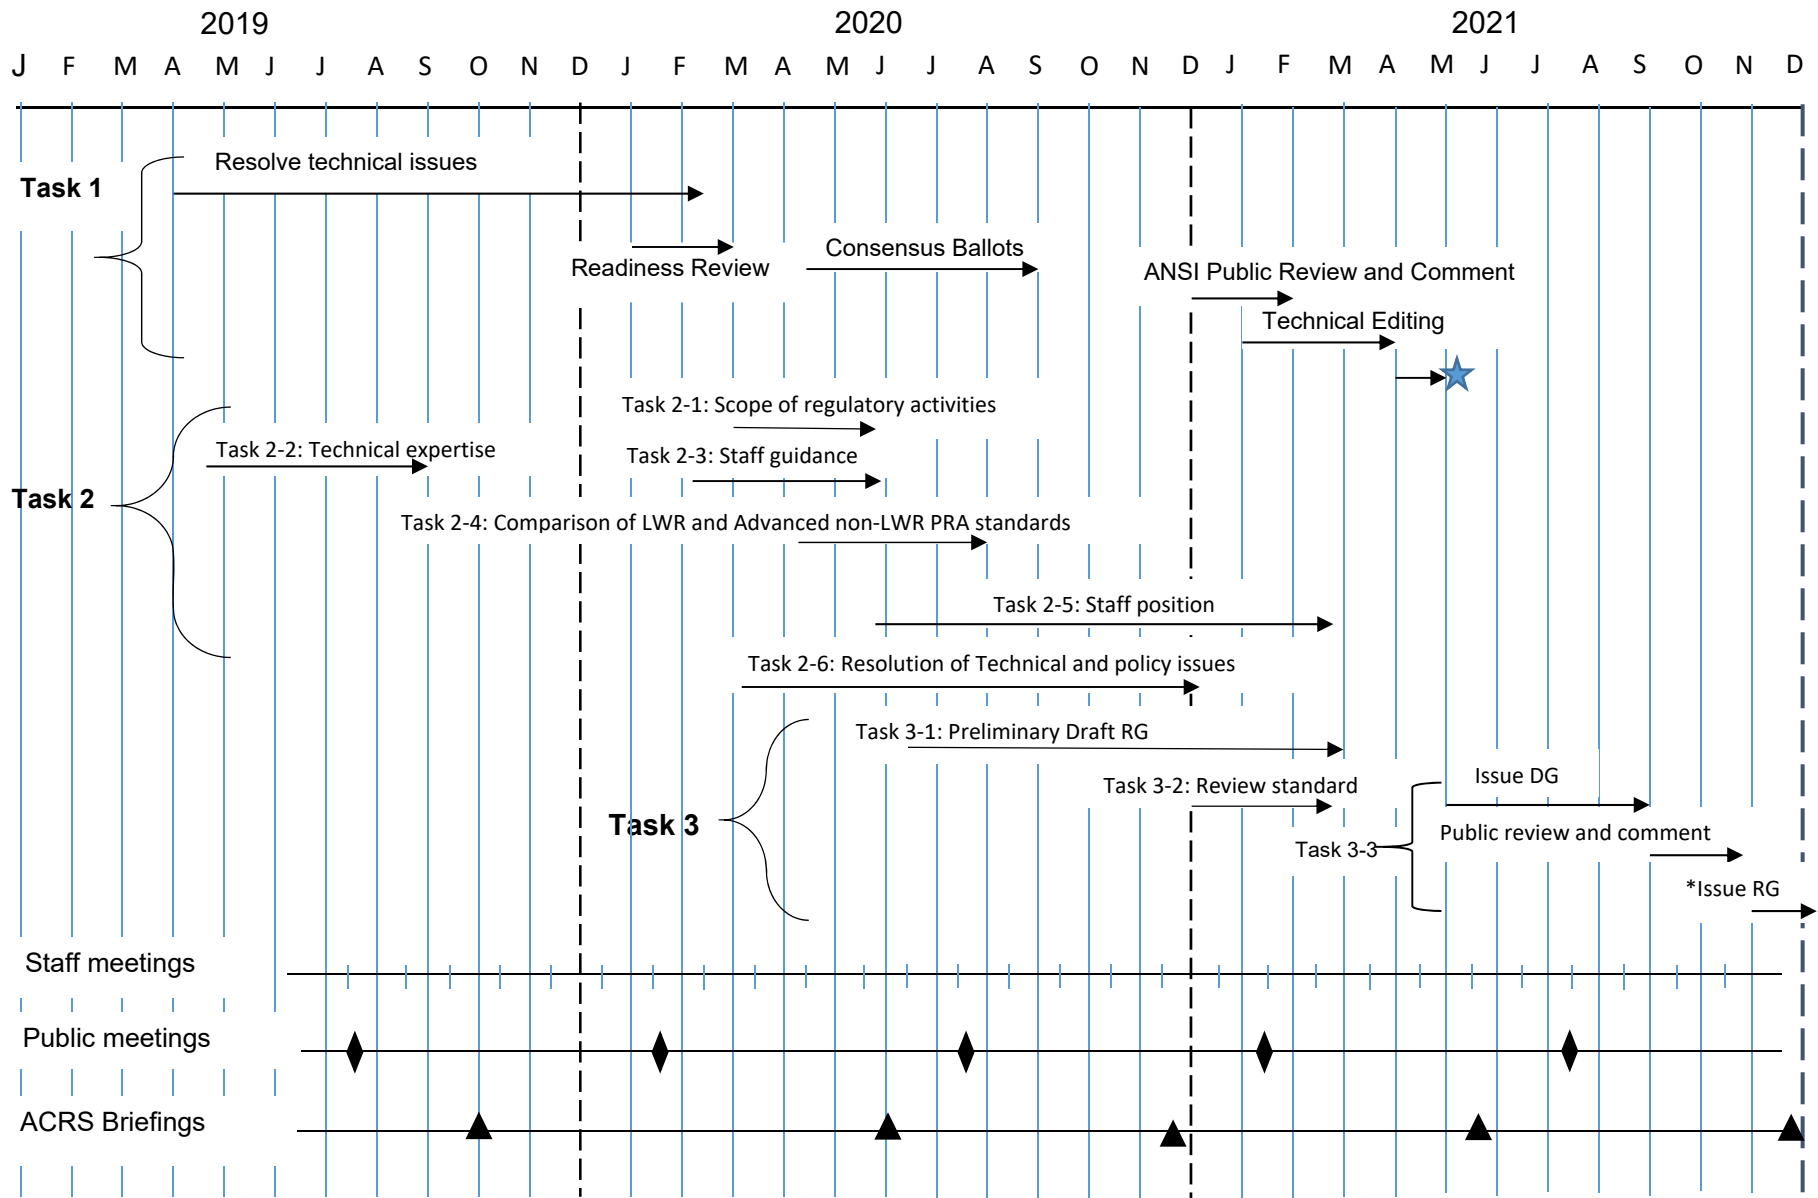 2019 2020 2021
J F M A M J J A S O N D J F M A M J J A S O N D J F M A M J J A S O N D
Resolve technical issues
Task 1
Readiness Review
Consensus Ballots
ANSI Public Review and Comment
Technical Editing
Task 2-1: Scope of regulatory activities
Task 2-2: Technical expertise
Task 2-3: Staff guidance
Task 2
Task 2-4: Comparison of LWR and Advanced non-LWR PRA standards
Task 2-5: Staff position
Task 2-6: Resolution of Technical and policy issues
Task 3-1: Preliminary Draft RG
Task 3-2: Review standard
Issue DG
Task 3
Public review and comment
Task 3-3
*Issue RG
Staff meetings
Public meetings
ACRS Briefings